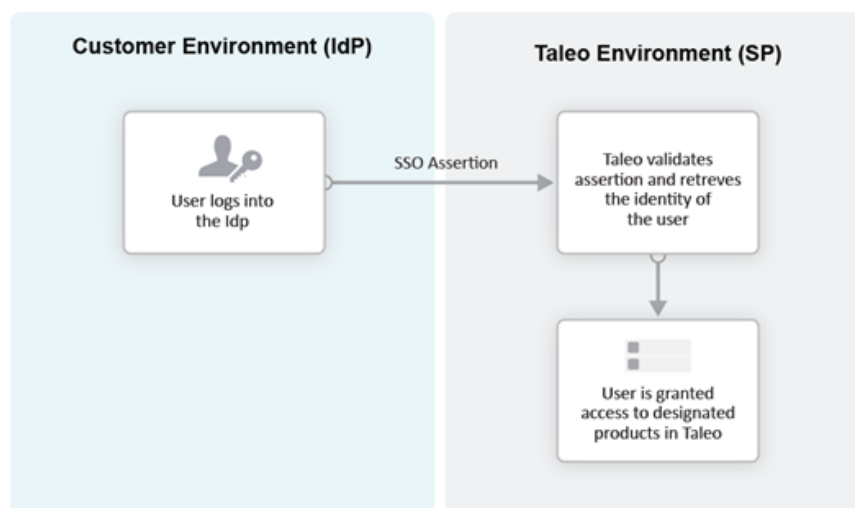 Customer Environment (IdP)
Taleo Environment (SP)
User logs into
the Idp
SSO Assertion
Taleo validates
assertion and retreves
the identity of
the user
User is granted
access to designated
products in Taleo